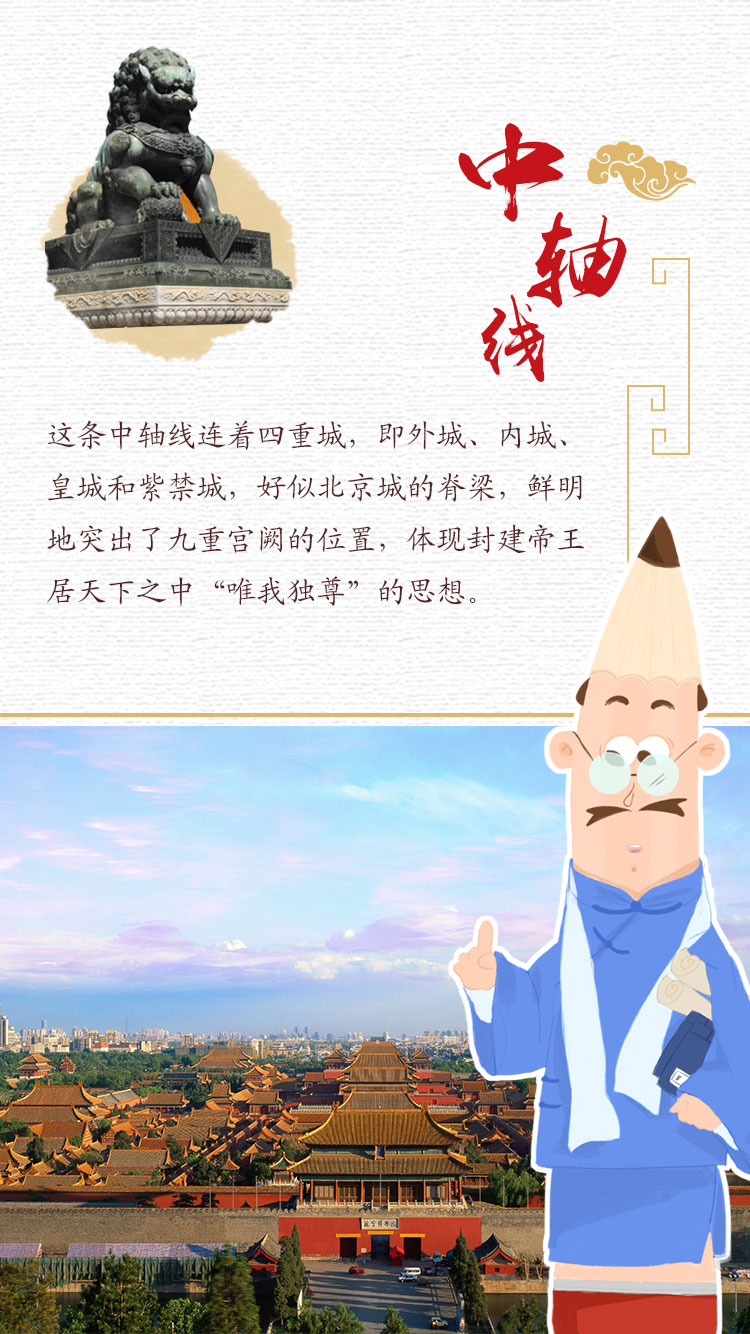 中轴线
这条中轴线连着四重城，即外城、内城、
皇城和紫禁城，好似北京城的脊梁，鲜明
地突出了九重宫阙的位置，体现封建帝王
居天下之中“唯我独尊”的思想。
故宫博物院